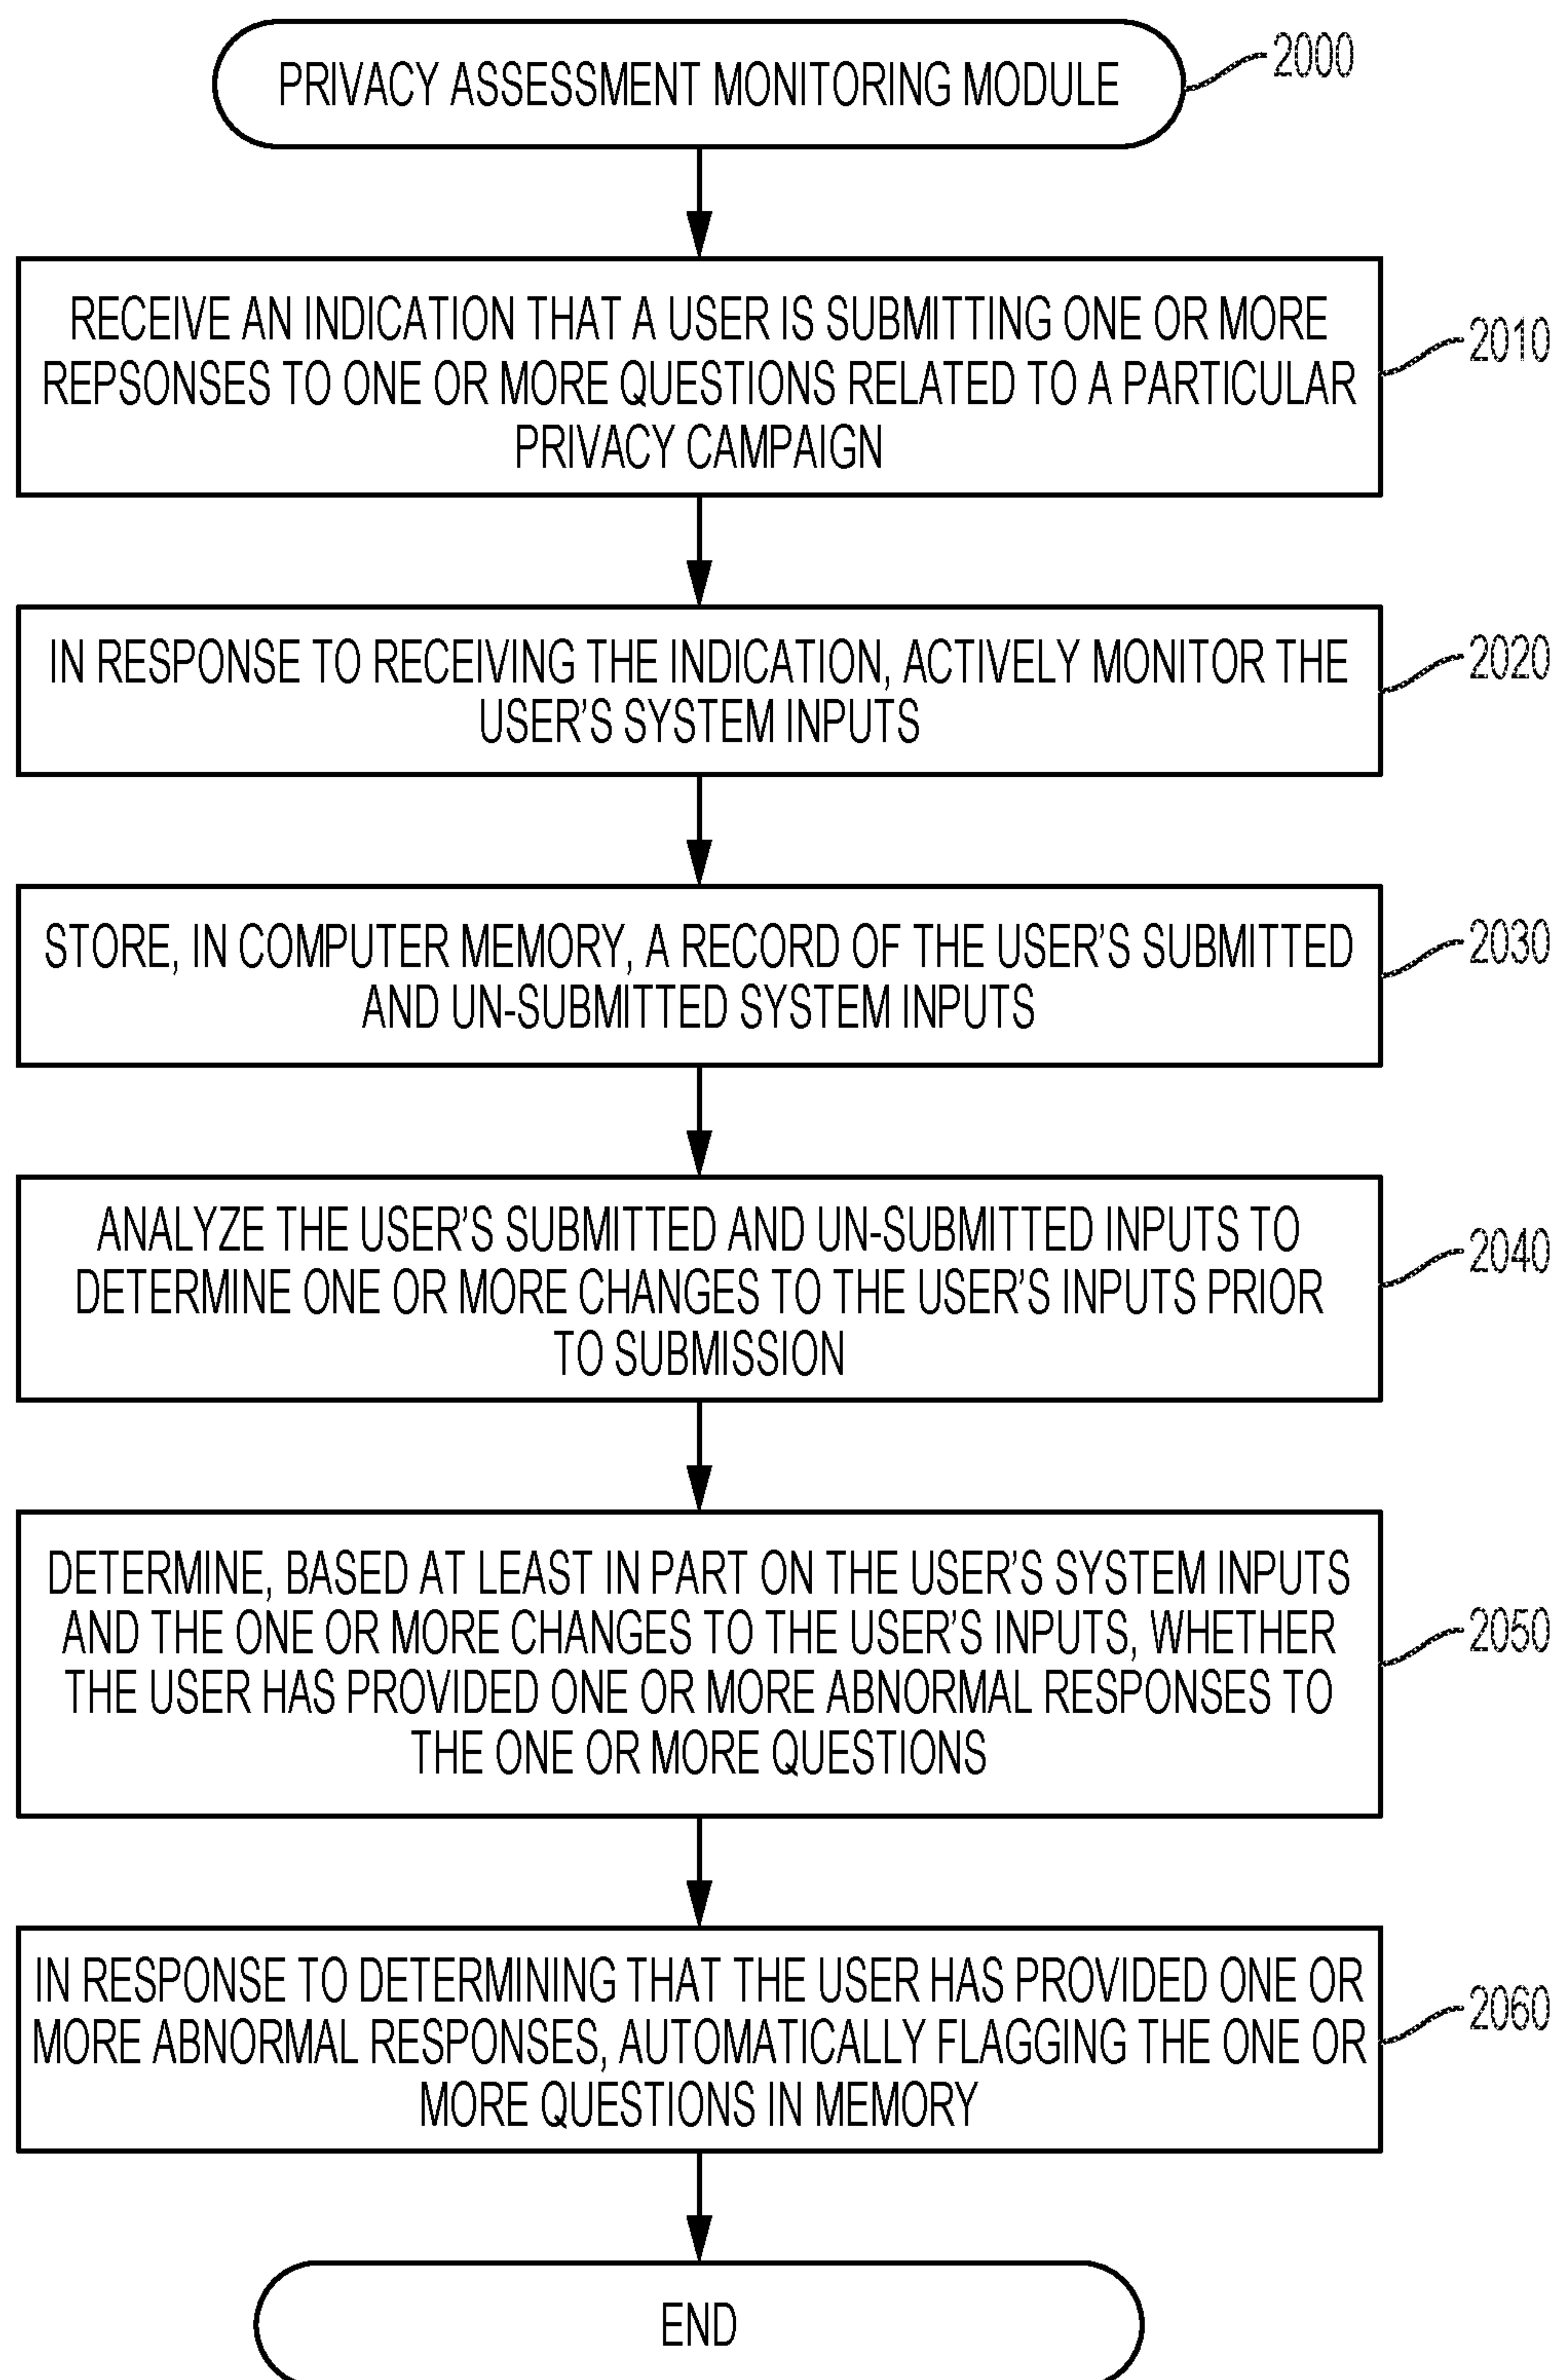 PRIVACY ASSESSMENT MONITORING MODULE
2000
RECEIVE AN INDICATION THAT A USER IS SUBMITTING ONE OR MORE
REPSONSES TO ONE OR MORE QUESTIONS RELATED TO A PARTICULAR
PRIVACY CAMPAIGN
2010
IN RESPONSE TO RECEIVING THE INDICATION, ACTIVELY MONITOR THE
USER'S SYSTEM INPUTS
2020
STORE, IN COMPUTER MEMORY, A RECORD OF THE USER'S SUBMITTED
AND UN-SUBMITTED SYSTEM INPUTS
2030
ANALYZE THE USER'S SUBMITTED AND UN-SUBMITTED INPUTS TO
DETERMINE ONE OR MORE CHANGES TO THE USER'S INPUTS PRIOR
TO SUBMISSION
2040
DETERMINE, BASED AT LEAST IN PART ON THE USER'S SYSTEM INPUTS
AND THE ONE OR MORE CHANGES TO THE USER'S INPUTS, WHETHER
THE USER HAS PROVIDED ONE OR MORE ABNORMAL RESPONSES TO
THE ONE OR MORE QUESTIONS
2050
IN RESPONSE TO DETERMINING THAT THE USER HAS PROVIDED ONE OR
MORE ABNORMAL RESPONSES, AUTOMATICALLY FLAGGING THE ONE OR
MORE QUESTIONS IN MEMORY
2060
END